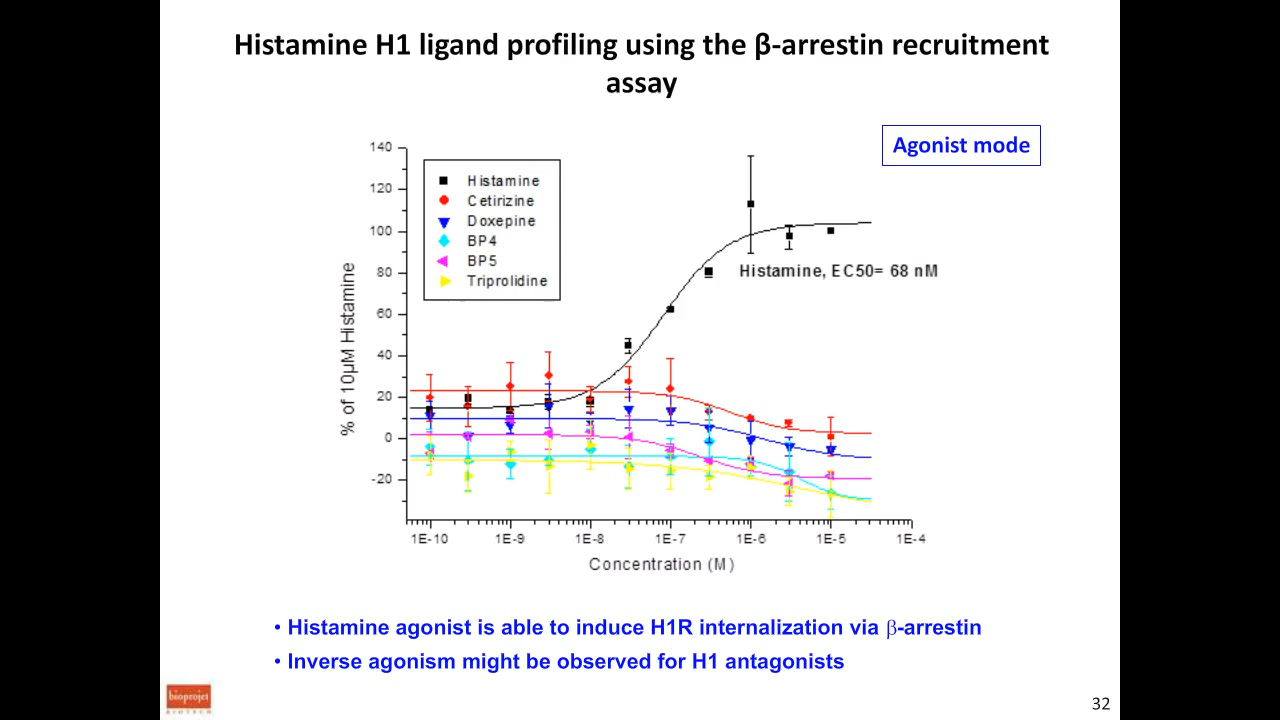 Histamine H1 ligand profiling using the β-arrestin recruitment
assay
Agonist mode
% of 10µM Histamine
140
120
100
80
60
40
20
0
-20
Histamine
Cetirizine
Doxepine
BP4
BP5
Triprolidine
Histamine, EC50= 68 nM
1E-10 1E-9 1E-8 1E-7 1E-6 1E-5 1E-4
Concentration (M)
• Histamine agonist is able to induce H1R internalization via β-arrestin
• Inverse agonism might be observed for H1 antagonists
bioprojet
BIOTECH
32